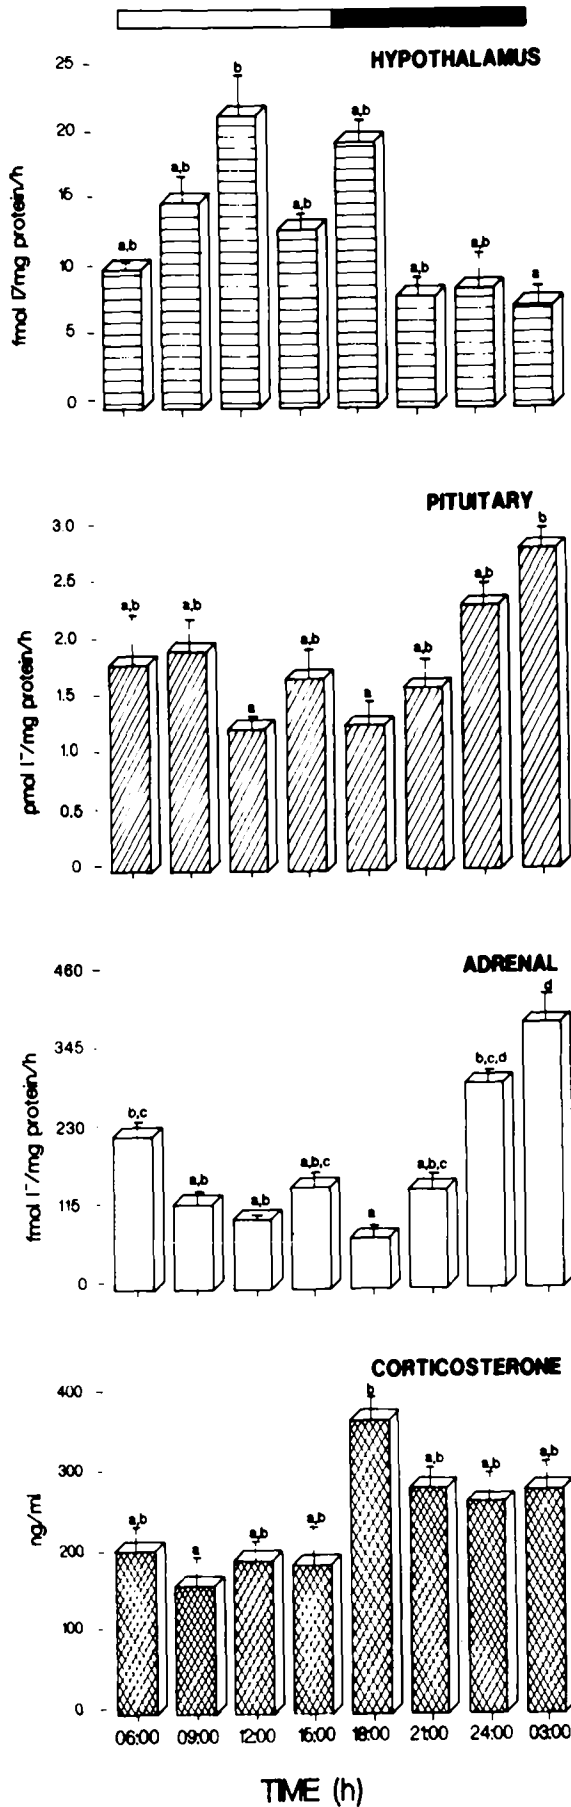 HYPOTHALAMUS
fmol I⁻/mg protein/h
25
20
15
10
5
0
a,b
a,b
b
a,b
a,b
a,b
a,b
a
PITUITARY
pmol I⁻/mg protein/h
3.0
2.5
2.0
1.5
1.0
0.5
0
a,b
a,b
a
a,b
a
a,b
a,b
b
ADRENAL
fmol I⁻/mg protein/h
460
345
230
115
0
b,c
a,b
a,b
a,b,c
a
a,b,c
b,c,d
d
CORTICOSTERONE
ng/ml
400
300
200
100
0
a,b
a
a,b
a,b
b
a,b
a,b
a,b
06:00 09:00 12:00 15:00 18:00 21:00 24:00 03:00
TIME (h)